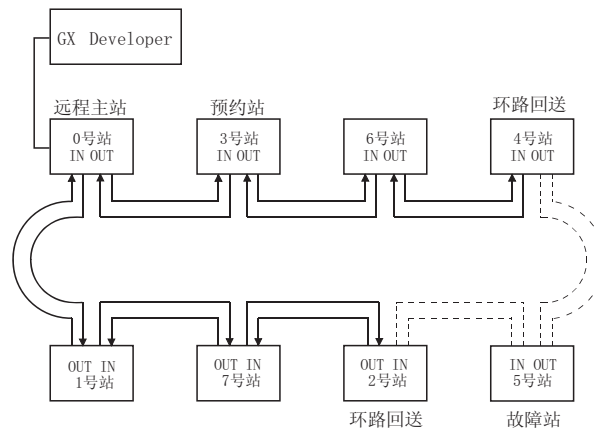 GX Developer
远程主站
预约站
环路回送
0号站
IN OUT
3号站
IN OUT
6号站
IN OUT
4号站
IN OUT
OUT IN
1号站
OUT IN
7号站
OUT IN
2号站
IN OUT
5号站
环路回送
故障站